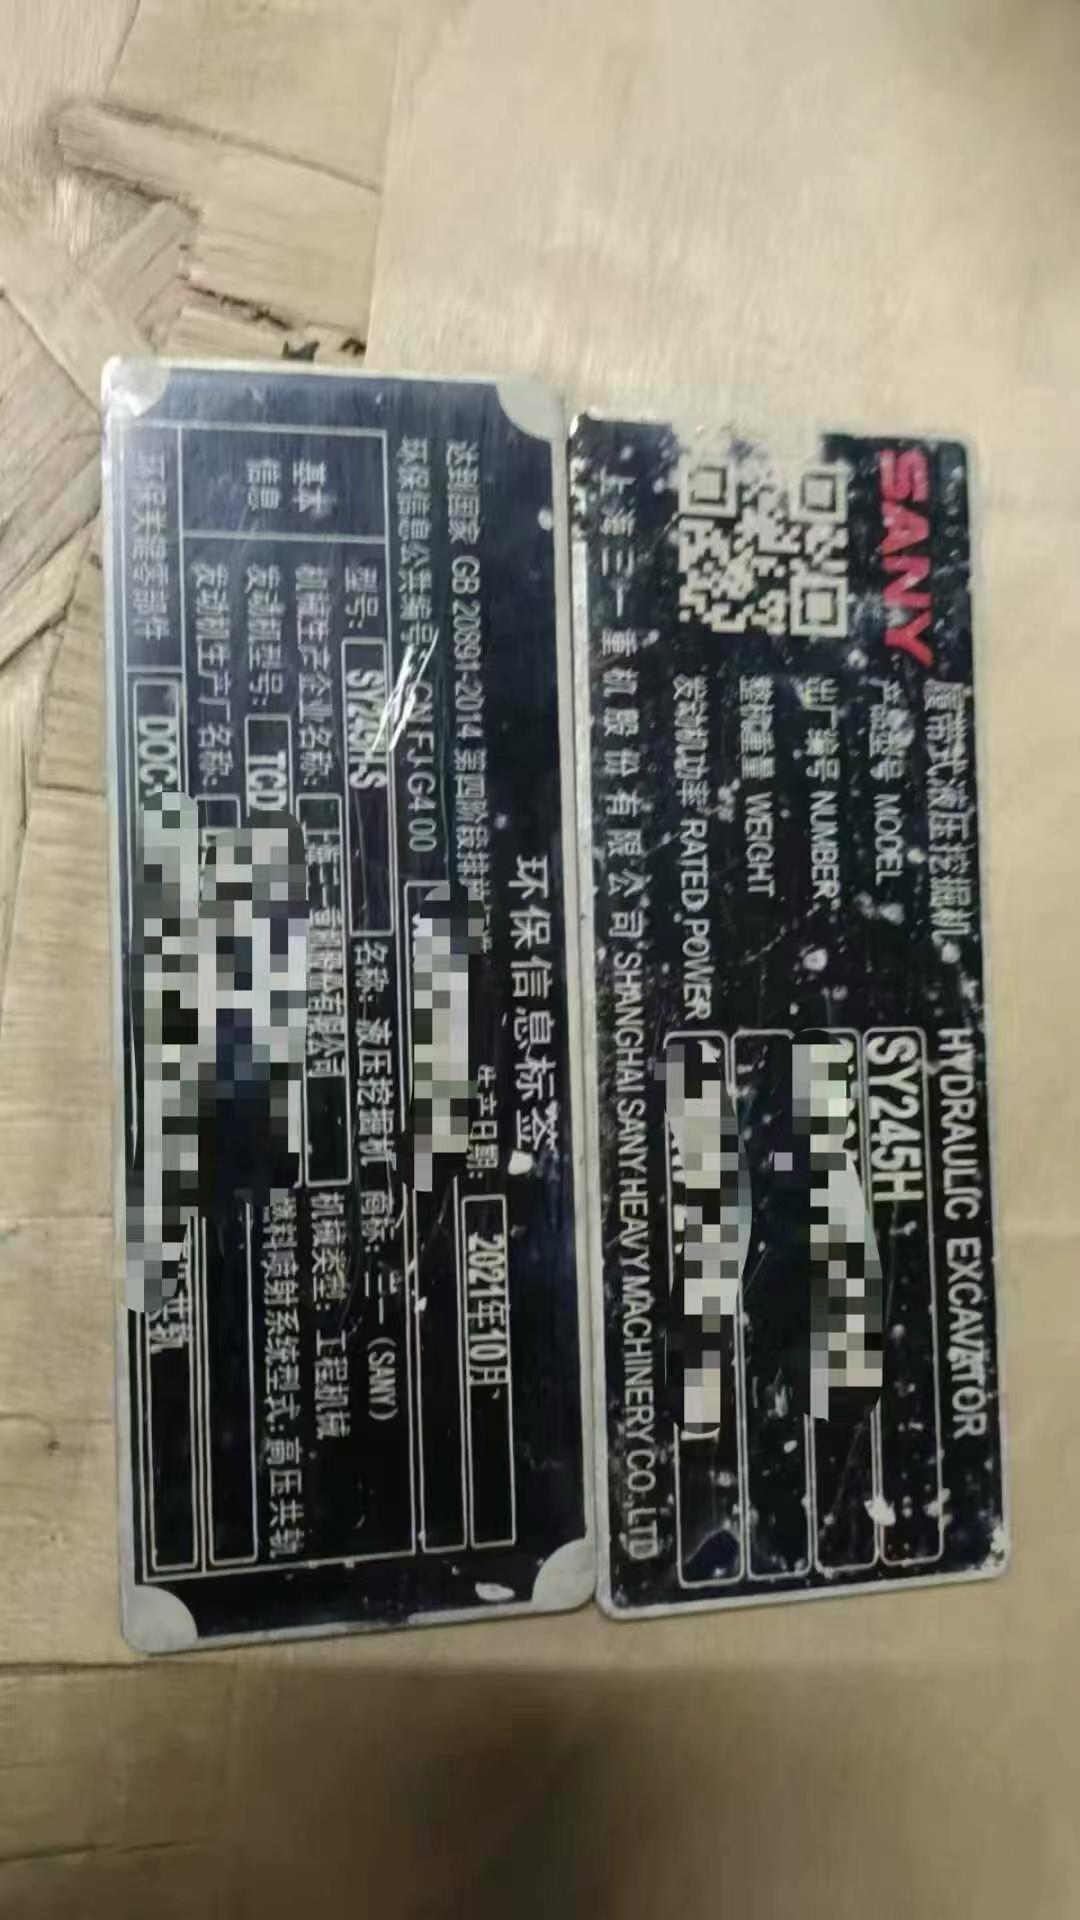 SANY
履带式液压挖掘机 HYDRAULIC EXCAVATOR
产品型号 MODEL SY245H
出厂编号 NUMBER
整机重量 WEIGHT
发动机功率 RATED POWER
上海三一重机股份有限公司 SHANGHAI SANY HEAVY MACHINERY CO.,LTD
环保信息标签
达到国家 GB 20891-2014 第四阶段排
生产日期: 2021年10月
环保信息公开编号: CN FJ G4 00
基本
信息
型号: SY245HS 名称: 液压挖掘机 商标: 三一 (SANY)
机械生产企业名称: 上海三一重机股份有限公司 机械类型: 工程机械
发动机型号: TCD 燃料喷射系统型式: 高压共轨
发动机生产厂名称:
环保关键零部件 DOC 共轨